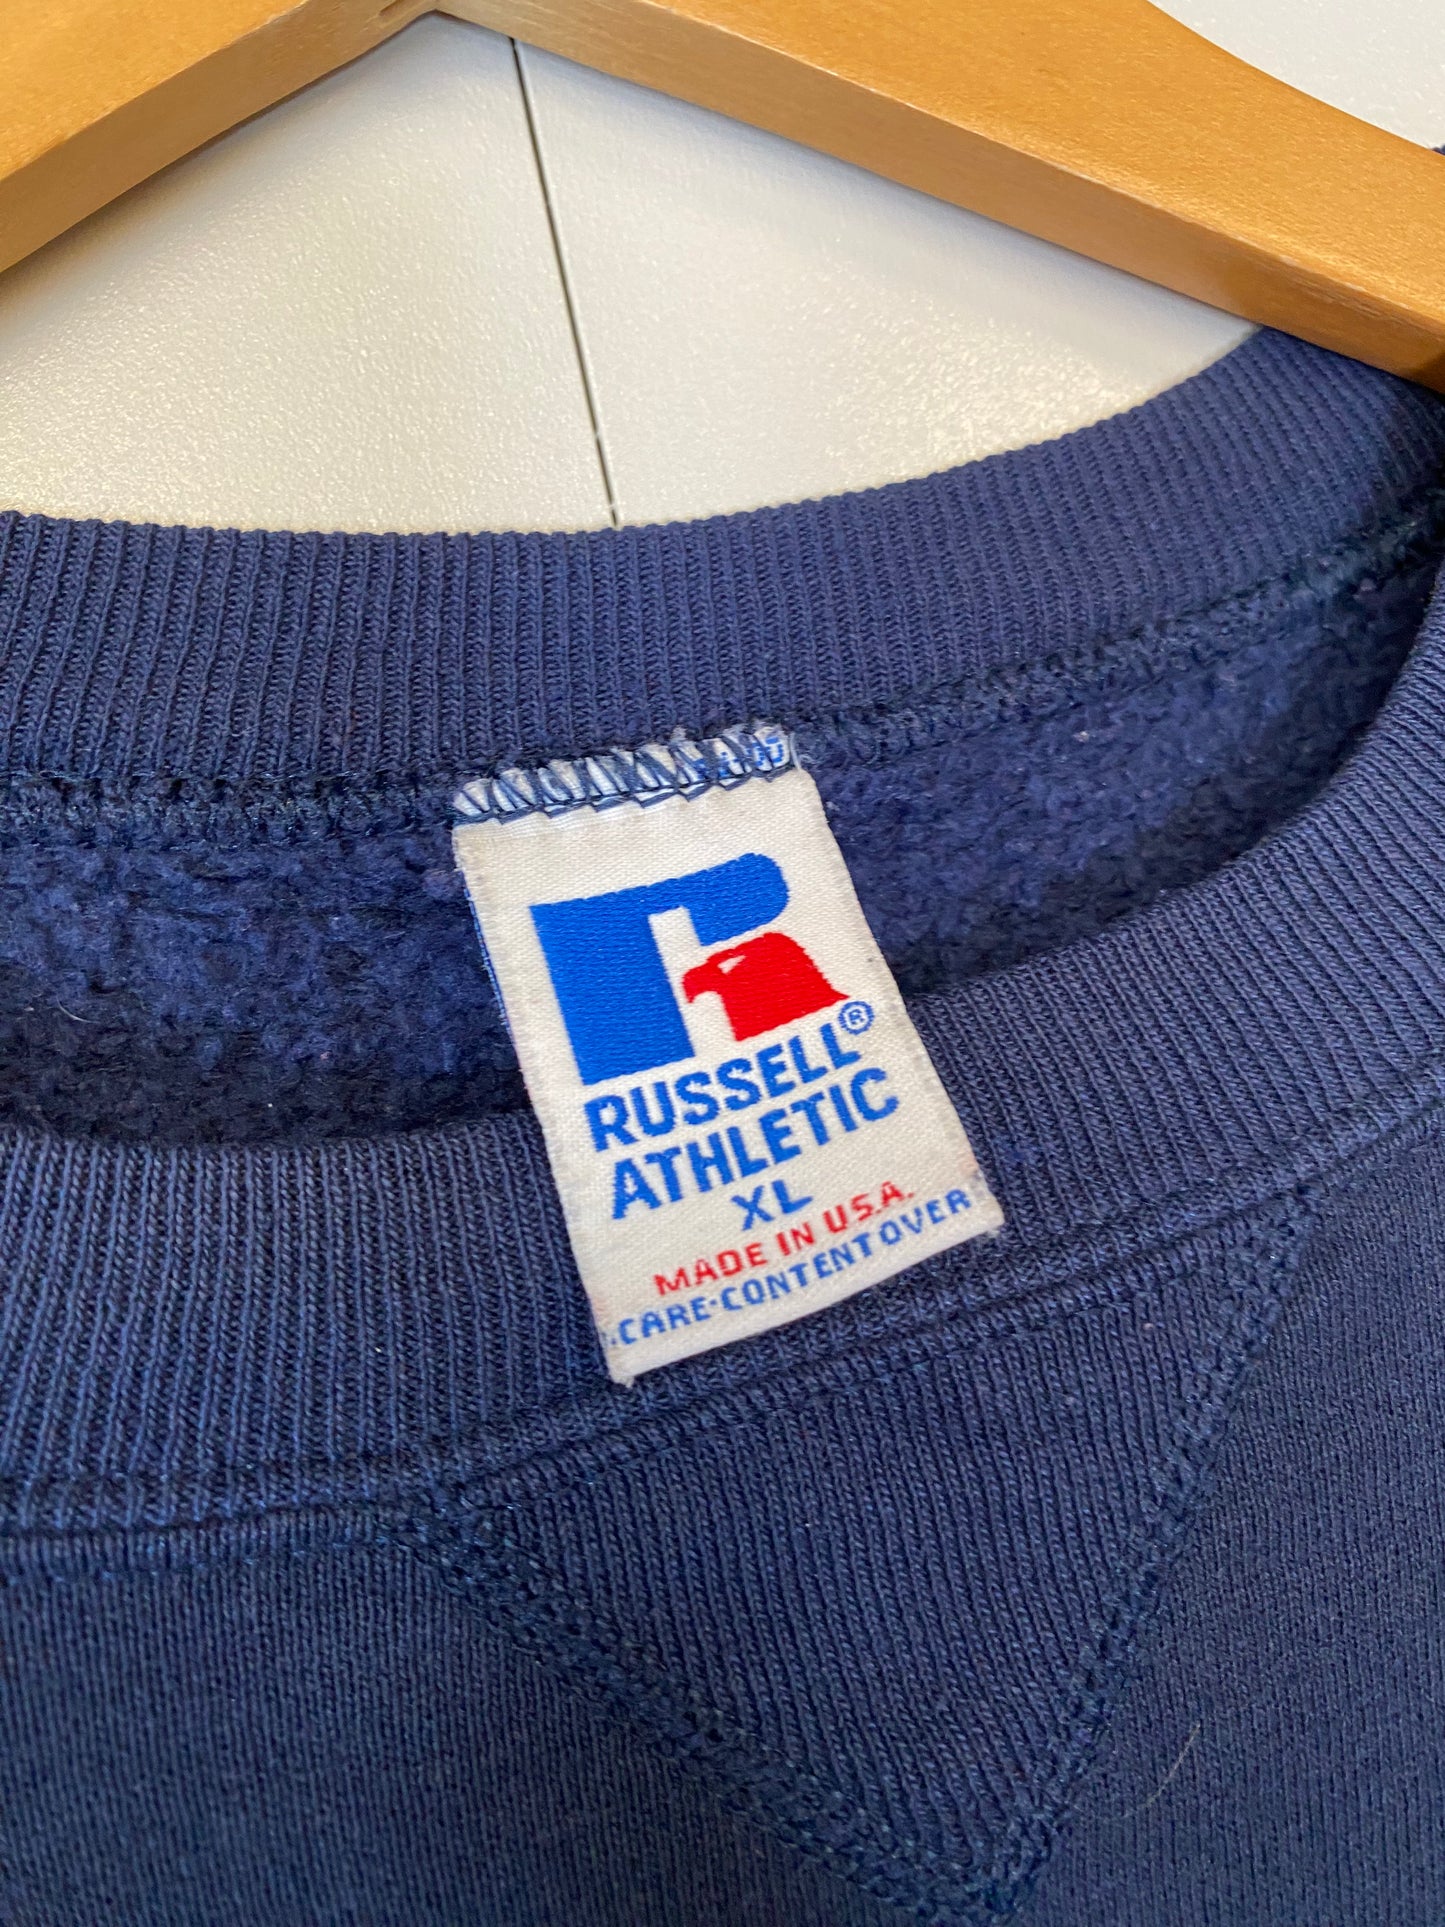 RUSSELL®
ATHLETIC
XL
MADE IN U.S.A.
CARE-CONTENT OVER